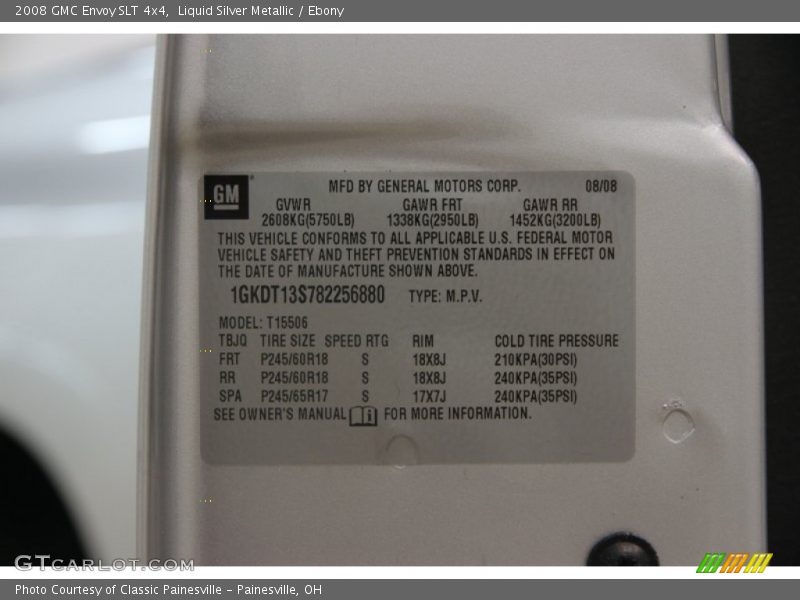 2008 GMC Envoy SLT 4x4, Liquid Silver Metallic / Ebony
GM
MFD BY GENERAL MOTORS CORP. 08/08
GVWR GAWR FRT GAWR RR
2608KG(5750LB) 1338KG(2950LB) 1452KG(3200LB)
THIS VEHICLE CONFORMS TO ALL APPLICABLE U.S. FEDERAL MOTOR
VEHICLE SAFETY AND THEFT PREVENTION STANDARDS IN EFFECT ON
THE DATE OF MANUFACTURE SHOWN ABOVE.
1GKDT13S782256880 TYPE: M.P.V.
MODEL: T15506
TBJQ TIRE SIZE SPEED RTG RIM COLD TIRE PRESSURE
FRT P245/60R18 S 18X8J 210KPA(30PSI)
RR P245/60R18 S 18X8J 240KPA(35PSI)
SPA P245/65R17 S 17X7J 240KPA(35PSI)
SEE OWNER'S MANUAL FOR MORE INFORMATION.
GTcarlot.com
Photo Courtesy of Classic Painesville - Painesville, OH